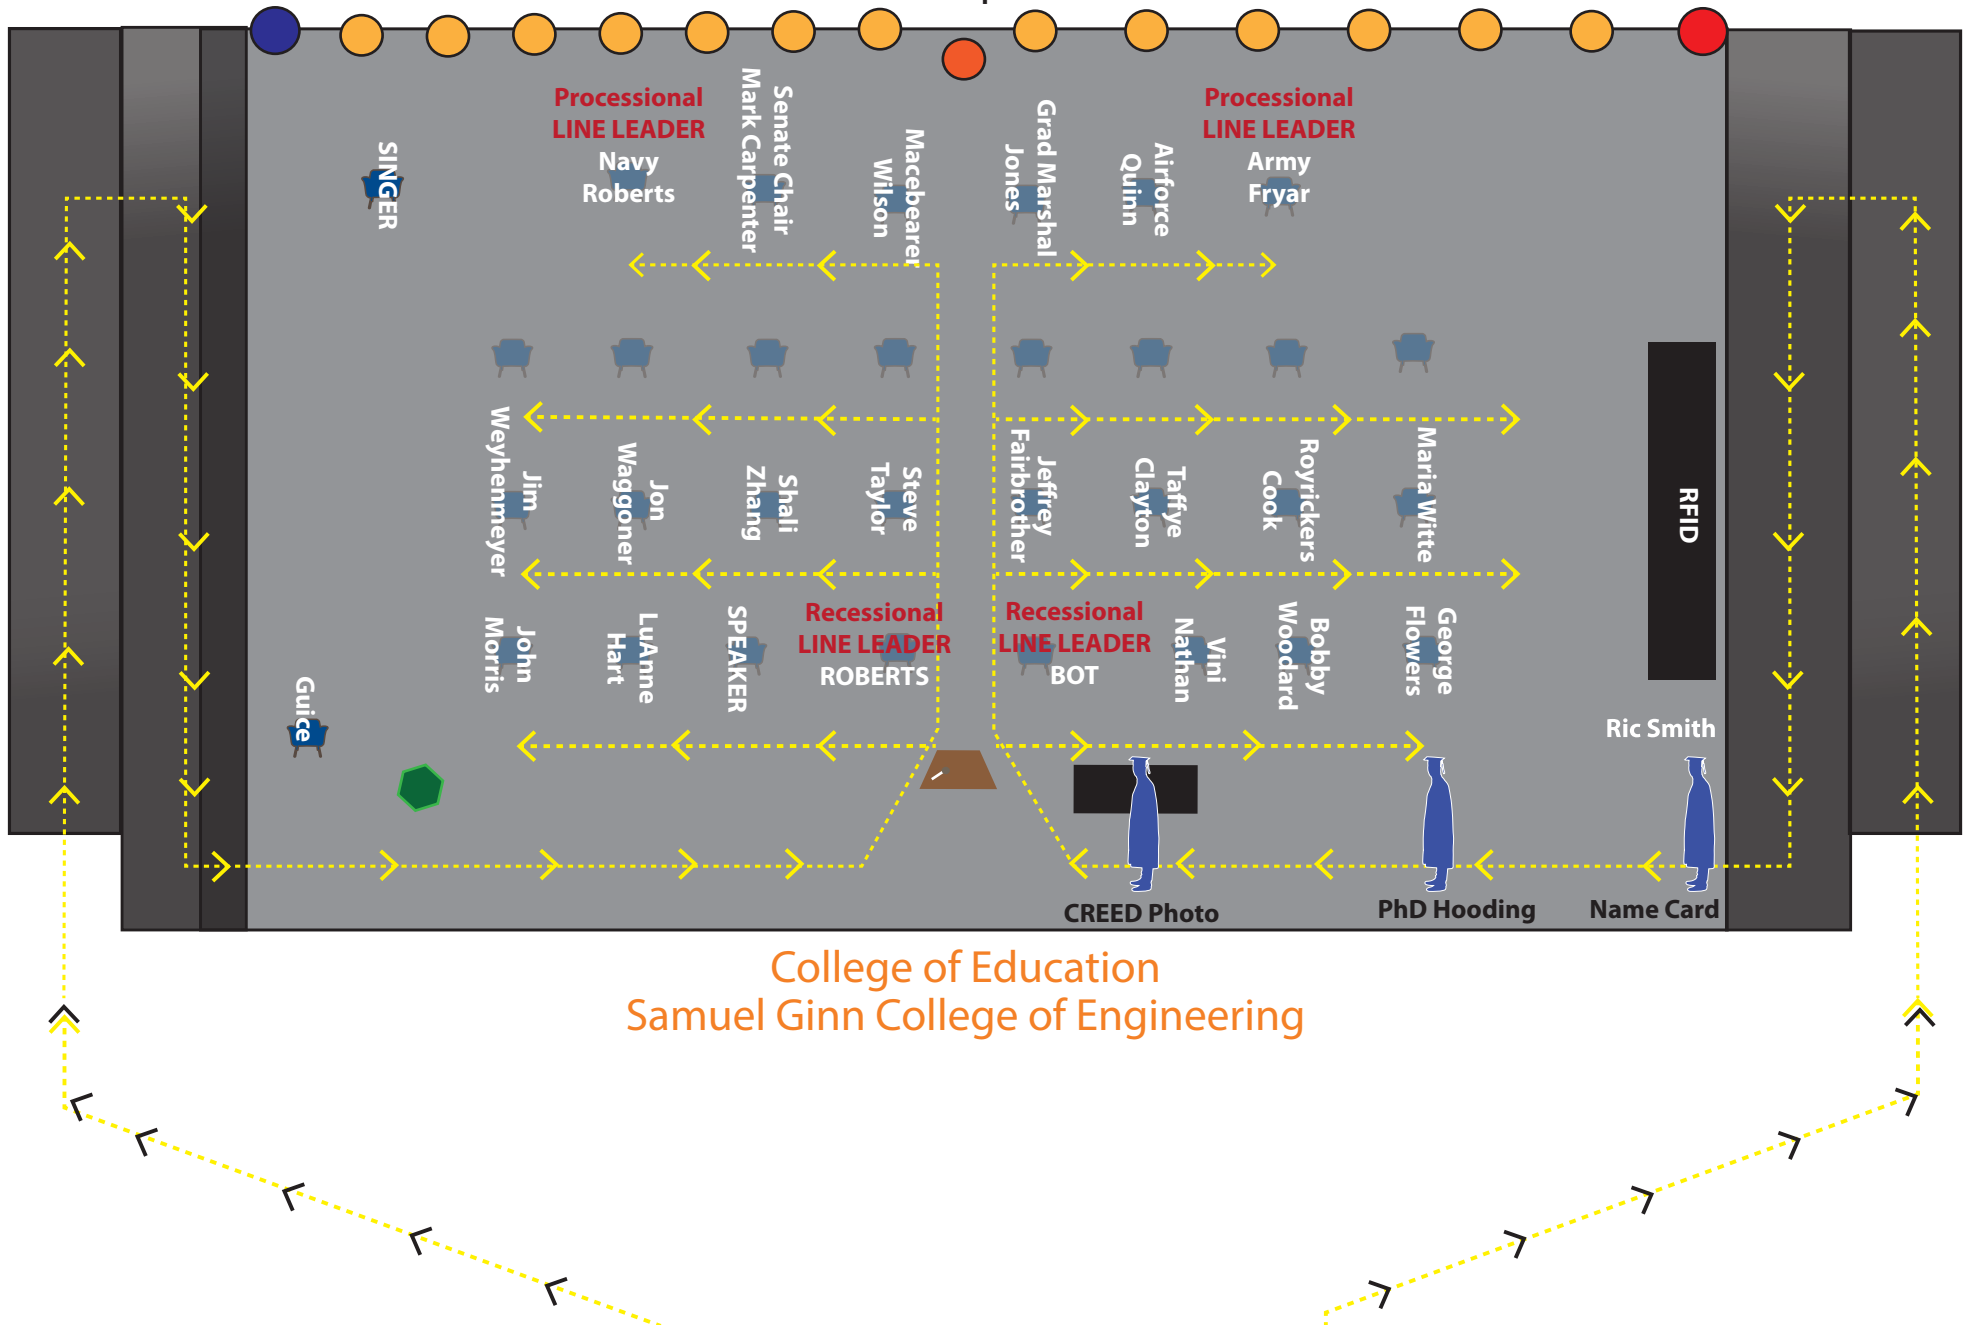 Processional
LINE LEADER
Navy
Roberts
Senate Chair
Mark Carpenter
Macebearer
Wilson
Grad Marshal
Jones
Airforce
Quinn
Processional
LINE LEADER
Army
Fryar
SINGER
Jim
Weyhenmeyer
Jon
Waggoner
Shali
Zhang
Steve
Taylor
Jeffrey
Fairbrother
Taffye
Clayton
Royrickers
Cook
Maria Witte
RFID
John
Morris
LuAnne
Hart
SPEAKER
Recessional
LINE LEADER
ROBERTS
Recessional
LINE LEADER
BOT
Vini
Nathan
Bobby
Woodard
George
Flowers
Guice
Ric Smith
CREED Photo
PhD Hooding
Name Card
College of Education
Samuel Ginn College of Engineering